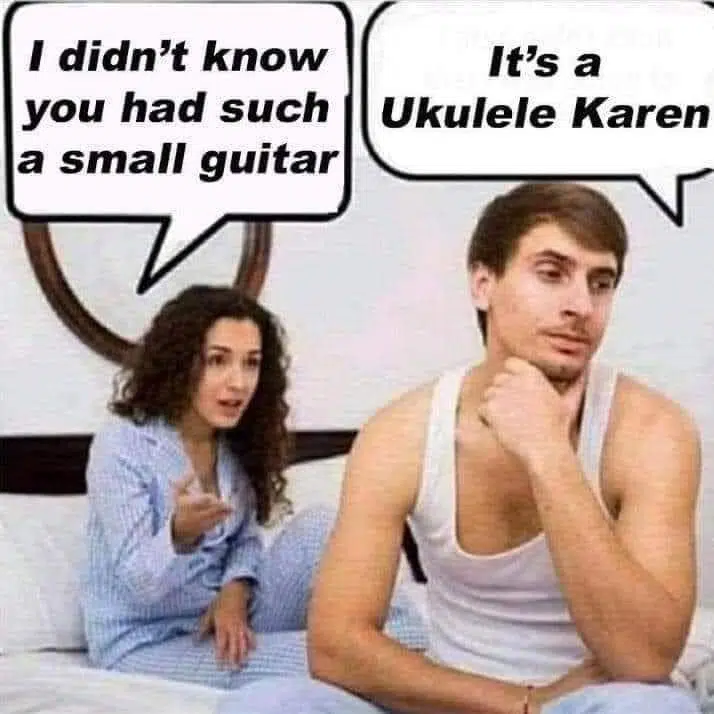 I didn't know
you had such
a small guitar
It's a
Ukulele Karen